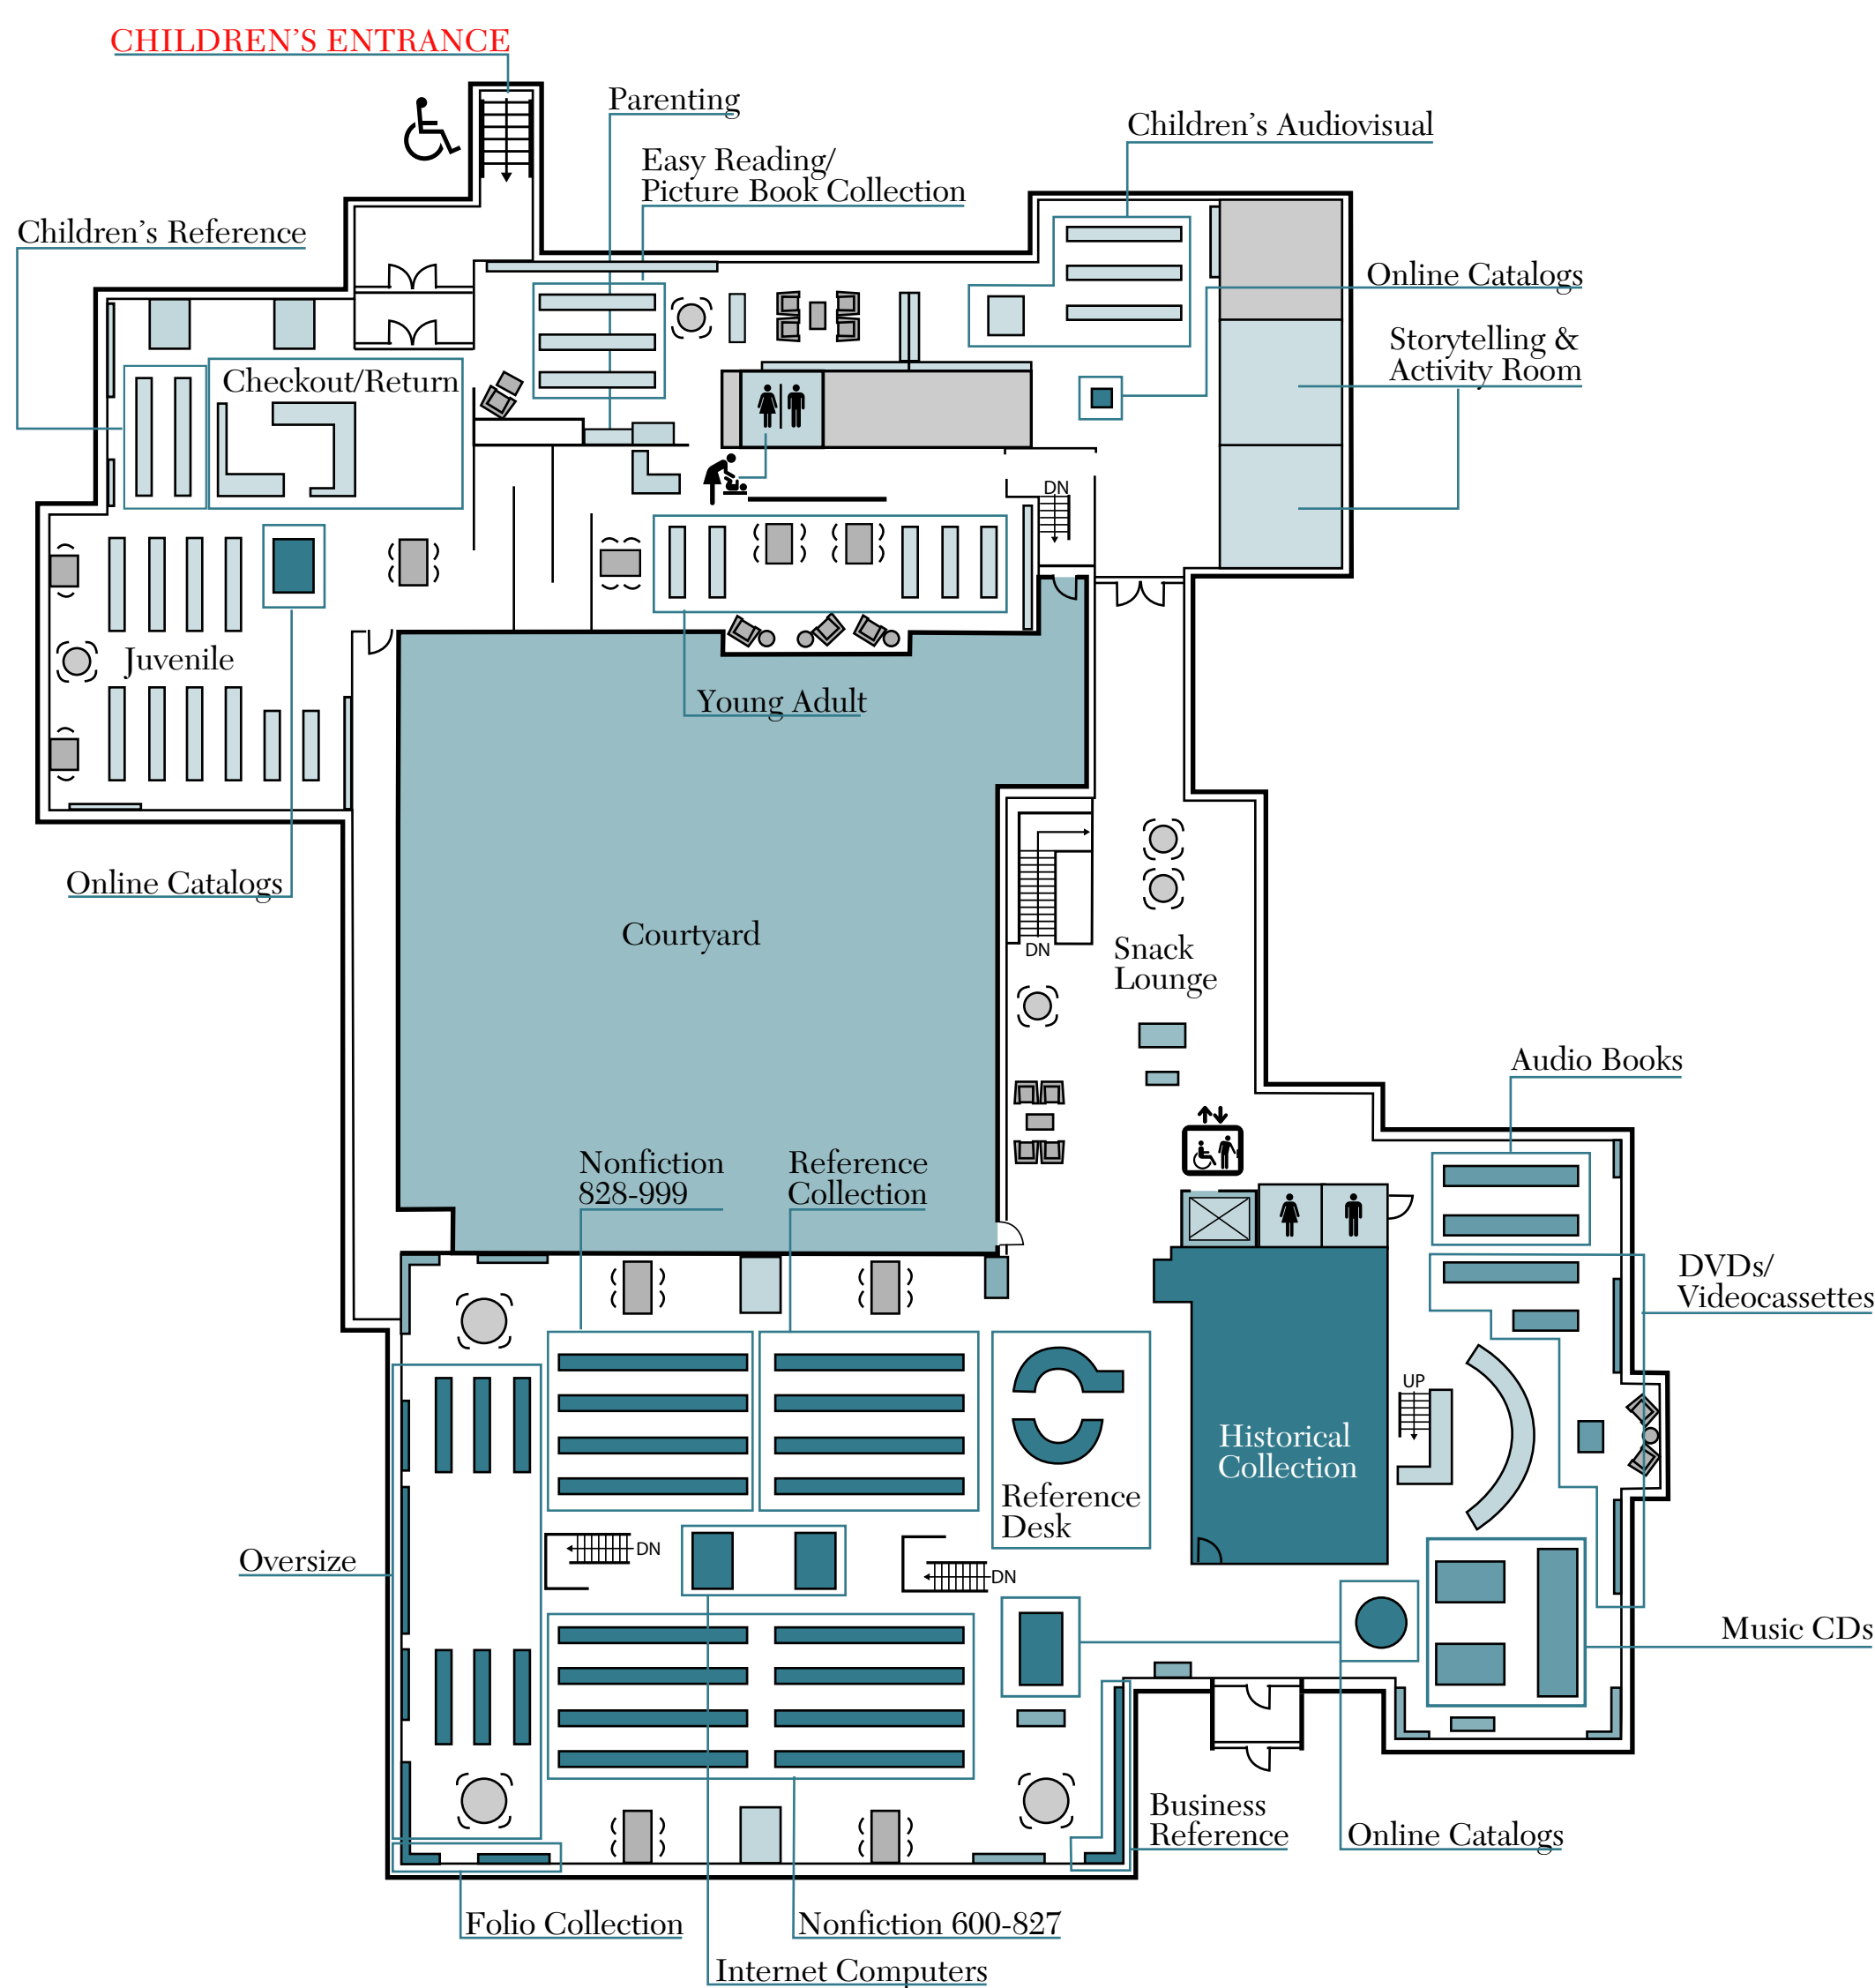 CHILDREN’S ENTRANCE
Parenting
Children’s Audiovisual
Easy Reading/
Picture Book Collection
Children’s Reference
Online Catalogs
Storytelling &
Activity Room
Checkout/Return
DN
Juvenile
Young Adult
Online Catalogs
Courtyard
DN
Snack
Lounge
Audio Books
Nonfiction
828-999
Reference
Collection
DVDs/
Videocassettes
UP
Historical
Collection
Reference
Desk
Oversize
DN
DN
Music CDs
Business
Reference
Online Catalogs
Folio Collection
Nonfiction 600-827
Internet Computers